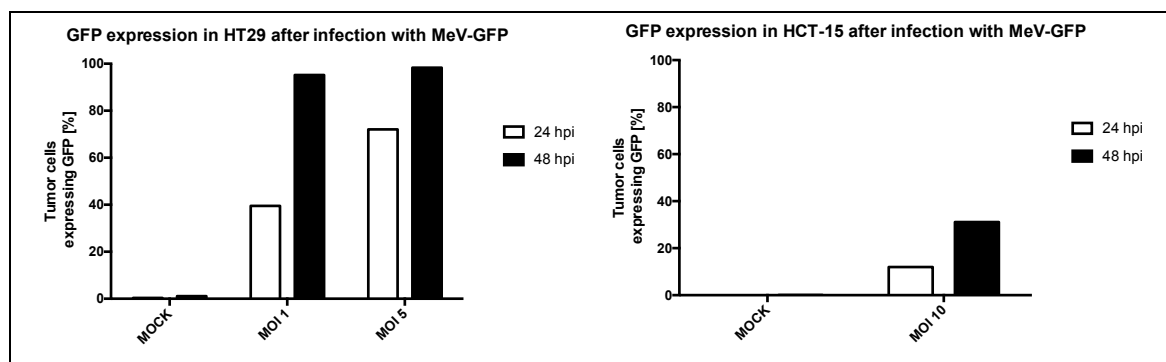 GFP expression in HT29 after infection with MeV-GFP
Tumor cells
expressing GFP [%]
100
80
60
40
20
0
MOCK
MOI 1
MOI 5
24 hpi
48 hpi
GFP expression in HCT-15 after infection with MeV-GFP
Tumor cells
expressing GFP [%]
100
80
60
40
20
0
MOCK
MOI 10
24 hpi
48 hpi